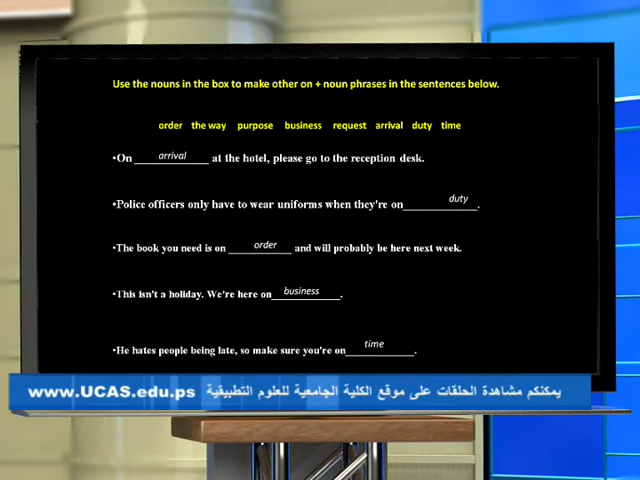 Use the nouns in the box to make other on + noun phrases in the sentences below.
order the way purpose business request arrival duty time
•On arrival at the hotel, please go to the reception desk.
•Police officers only have to wear uniforms when they're on duty.
•The book you need is on order and will probably be here next week.
•This isn't a holiday. We're here on business.
•He hates people being late, so make sure you're on time.
يمكنكم مشاهدة الحلقات على موقع الكلية الجامعية للعلوم التطبيقية www.UCAS.edu.ps